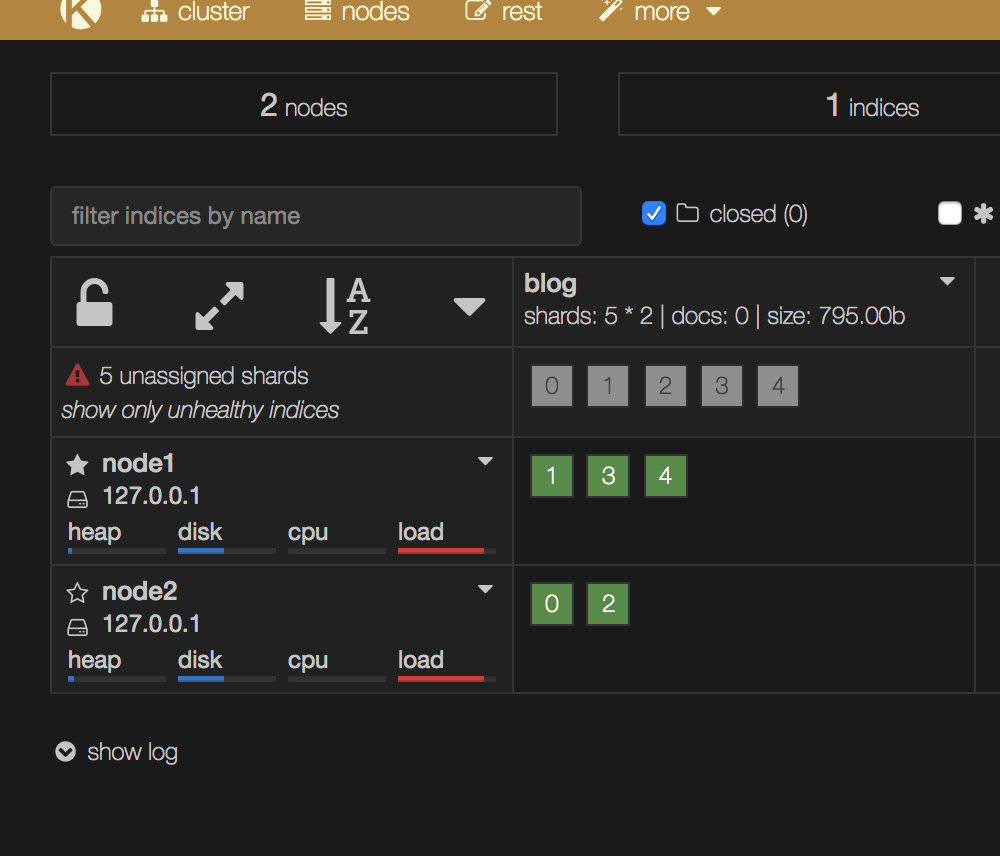 K cluster nodes rest more
2 nodes 1 indices
filter indices by name closed (0)
A Z blog
shards: 5 * 2 | docs: 0 | size: 795.00b
5 unassigned shards 0 1 2 3 4
show only unhealthy indices
node1 1 3 4
127.0.0.1
heap disk cpu load
node2 0 2
127.0.0.1
heap disk cpu load
show log